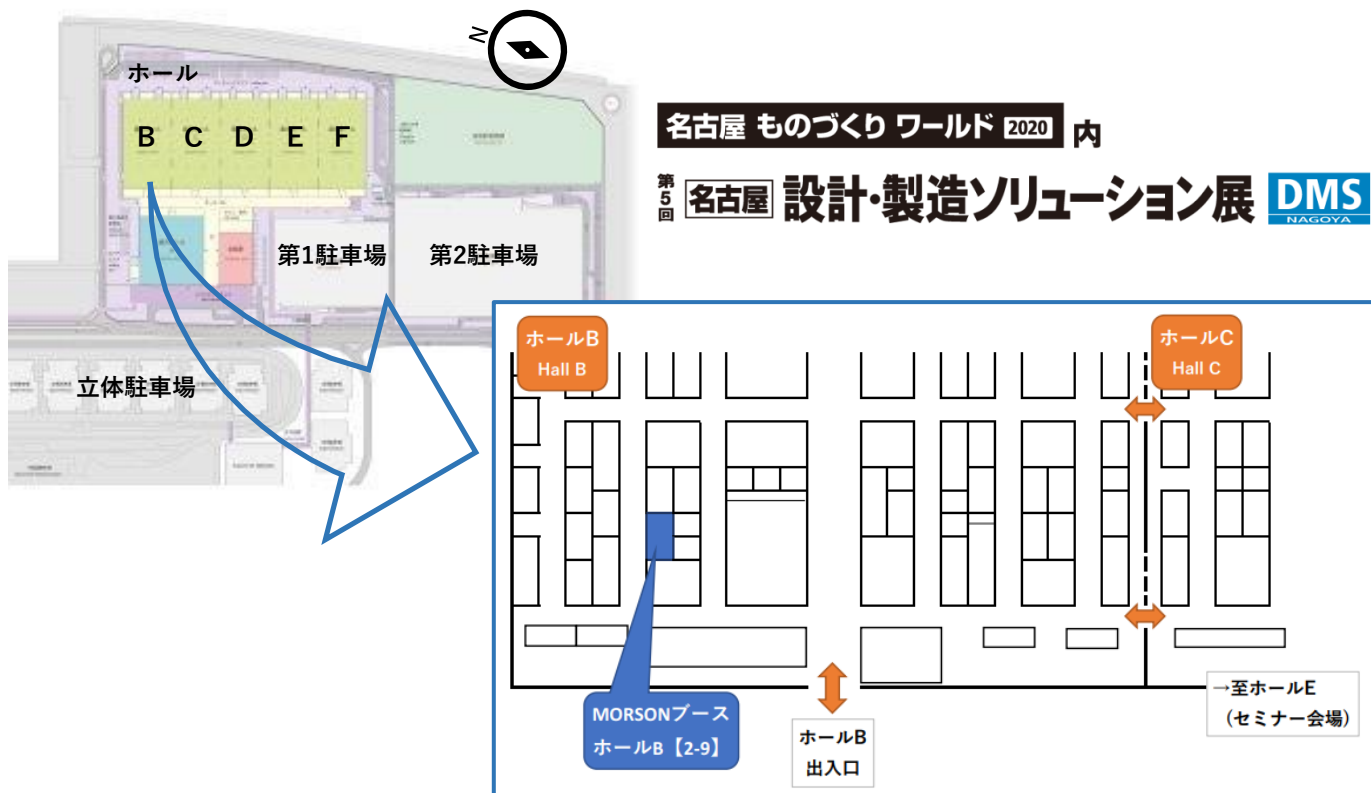 N
ホール
B C D E F
第1駐車場
第2駐車場
立体駐車場
名古屋 ものづくり ワールド 2020 内
第5回 名古屋 設計・製造ソリューション展 DMS
NAGOYA
ホールB
Hall B
ホールC
Hall C
MORSONブース
ホールB【2-9】
ホールB
出入口
→至ホールE
(セミナー会場)